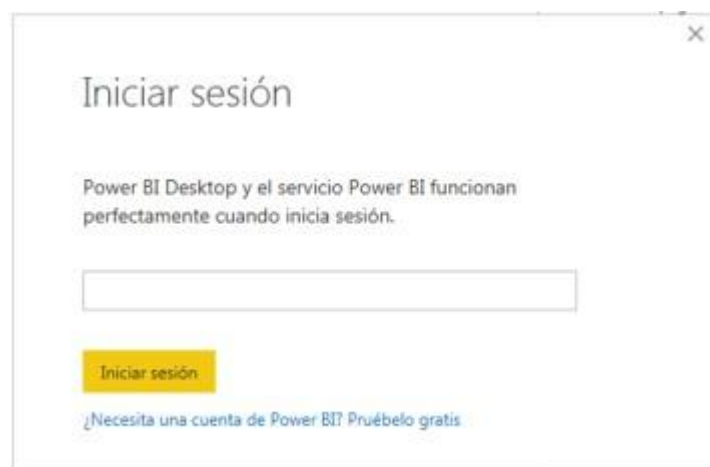 Iniciar sesión
Power BI Desktop y el servicio Power BI funcionan
perfectamente cuando inicia sesión.
Iniciar sesión
¿Necesita una cuenta de Power BI? Pruébelo gratis